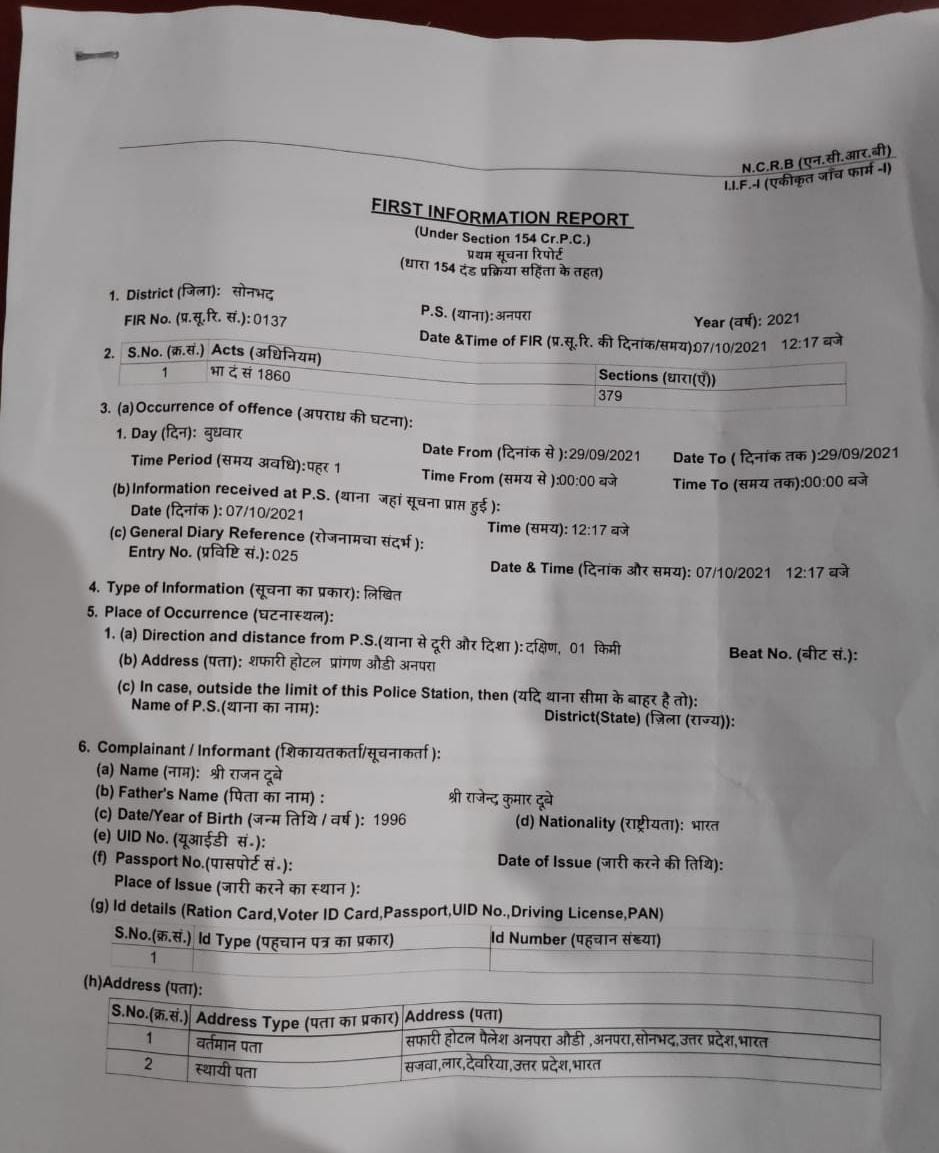 N.C.R.B (एन.सी.आर.बी)
I.I.F.-I (एकीकृत जाँच फार्म -I)
FIRST INFORMATION REPORT
(Under Section 154 Cr.P.C.)
प्रथम सूचना रिपोर्ट
(धारा 154 दंड प्रक्रिया सहिंता के तहत)
1. District (जिला): सोनभद्र P.S. (थाना): अनपरा Year (वर्ष): 2021
FIR No. (प्र.सू.रि. सं.): 0137 Date &Time of FIR (प्र.सू.रि. की दिनांक/समय):07/10/2021 12:17 बजे
2. S.No. (क्र.सं.) Acts (अधिनियम) Sections (धारा(एँ))
1 भा दं सं 1860 379
3. (a) Occurrence of offence (अपराध की घटना):
1. Day (दिन): बुधवार Date From (दिनांक से ):29/09/2021 Date To ( दिनांक तक ):29/09/2021
Time Period (समय अवधि):पहर 1 Time From (समय से ):00:00 बजे Time To (समय तक):00:00 बजे
(b) Information received at P.S. (थाना जहां सूचना प्राप्त हुई ):
Date (दिनांक ): 07/10/2021 Time (समय): 12:17 बजे
(c) General Diary Reference (रोजनामचा संदर्भ ):
Entry No. (प्रविष्टि सं.): 025 Date & Time (दिनांक और समय): 07/10/2021 12:17 बजे
4. Type of Information (सूचना का प्रकार): लिखित
5. Place of Occurrence (घटनास्थल):
1. (a) Direction and distance from P.S.(थाना से दूरी और दिशा ): दक्षिण, 01 किमी Beat No. (बीट सं.):
(b) Address (पता): शफारी होटल प्रांगण औडी अनपरा
(c) In case, outside the limit of this Police Station, then (यदि थाना सीमा के बाहर है तो):
Name of P.S.(थाना का नाम): District(State) (ज़िला (राज्य)):
6. Complainant / Informant (शिकायतकर्ता/सूचनाकर्ता ):
(a) Name (नाम): श्री राजन दूबे
(b) Father's Name (पिता का नाम) : श्री राजेन्द्र कुमार दूबे
(c) Date/Year of Birth (जन्म तिथि / वर्ष ): 1996 (d) Nationality (राष्ट्रीयता): भारत
(e) UID No. (यूआईडी सं.):
(f) Passport No.(पासपोर्ट सं.): Date of Issue (जारी करने की तिथि):
Place of Issue (जारी करने का स्थान ):
(g) Id details (Ration Card,Voter ID Card,Passport,UID No.,Driving License,PAN)
S.No.(क्र.सं.) Id Type (पहचान पत्र का प्रकार) Id Number (पहचान संख्या)
1
(h)Address (पता):
S.No.(क्र.सं.) Address Type (पता का प्रकार) Address (पता)
1 वर्तमान पता सफारी होटल पैलेश अनपरा औडी ,अनपरा,सोनभद्र,उत्तर प्रदेश,भारत
2 स्थायी पता सजवा,लार,देवरिया,उत्तर प्रदेश,भारत